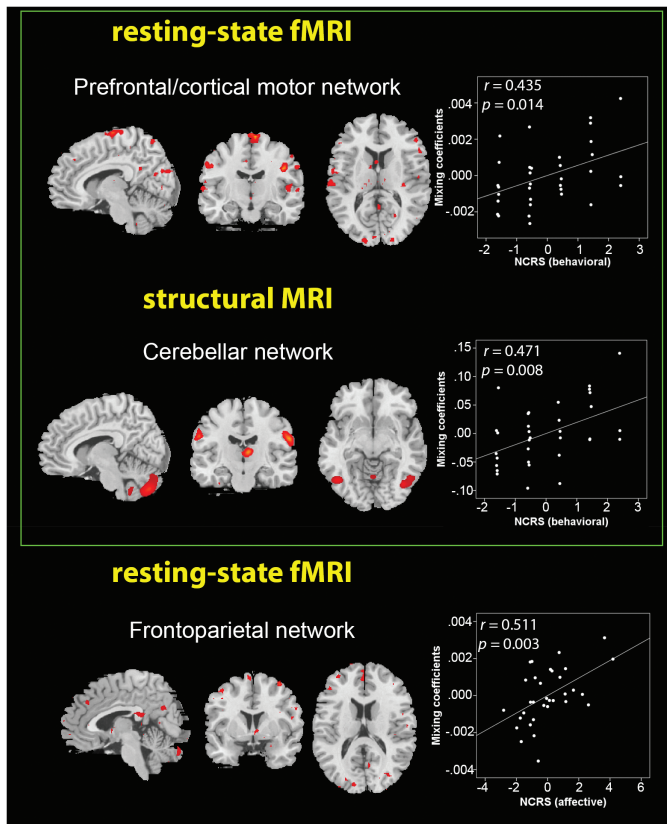 resting-state fMRI
Prefrontal/cortical motor network
r = 0.435
p = 0.014
Mixing coefficients
.004
.002
.000
-.002
-2
-1
0
1
2
3
NCRS (behavioral)
structural MRI
Cerebellar network
r = 0.471
p = 0.008
Mixing coefficients
.15
.10
.05
.00
-.05
-.10
-2
-1
0
1
2
3
NCRS (behavioral)
resting-state fMRI
Frontoparietal network
r = 0.511
p = 0.003
Mixing coefficients
.004
.002
.000
-.002
-.004
-4
-2
0
2
4
6
NCRS (affective)